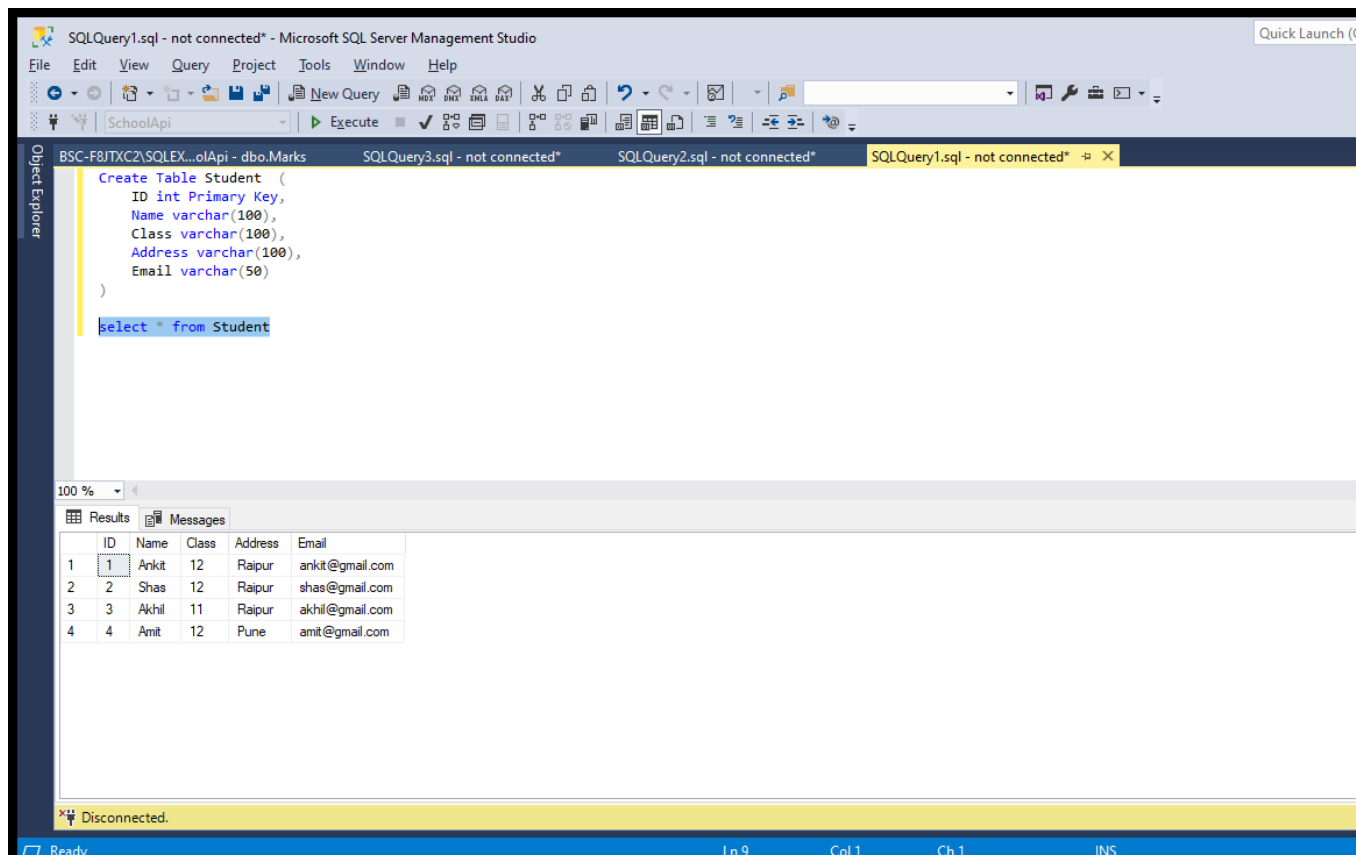 SQLQuery1.sql - not connected* - Microsoft SQL Server Management Studio
Quick Launch (
File Edit View Query Project Tools Window Help
New Query MDX DMX XMLA DAX
SchoolApi Execute
Object Explorer
BSC-F8JTXC2\SQLEX...olApi - dbo.Marks SQLQuery3.sql - not connected* SQLQuery2.sql - not connected* SQLQuery1.sql - not connected*
Create Table Student (
ID int Primary Key,
Name varchar(100),
Class varchar(100),
Address varchar(100),
Email varchar(50)
)
select * from Student
100 %
Results Messages
ID Name Class Address Email
1 1 Ankit 12 Raipur ankit@gmail.com
2 2 Shas 12 Raipur shas@gmail.com
3 3 Akhil 11 Raipur akhil@gmail.com
4 4 Amit 12 Pune amit@gmail.com
Disconnected.
Ready Ln 9 Col 1 Ch 1 INS